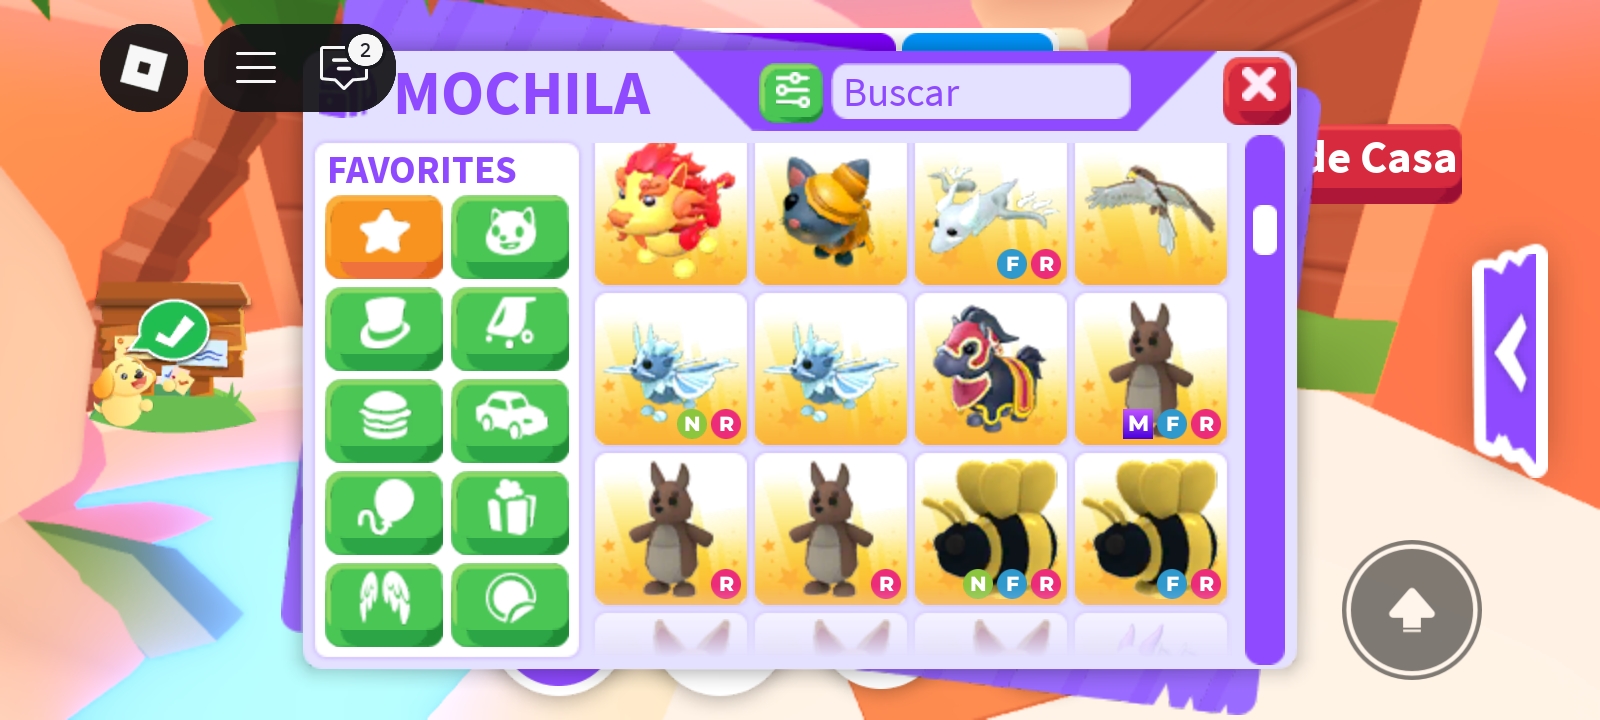 2
MOCHILA
Buscar
de Casa
FAVORITES
F R
N R
M F R
R
R
N F R
F R